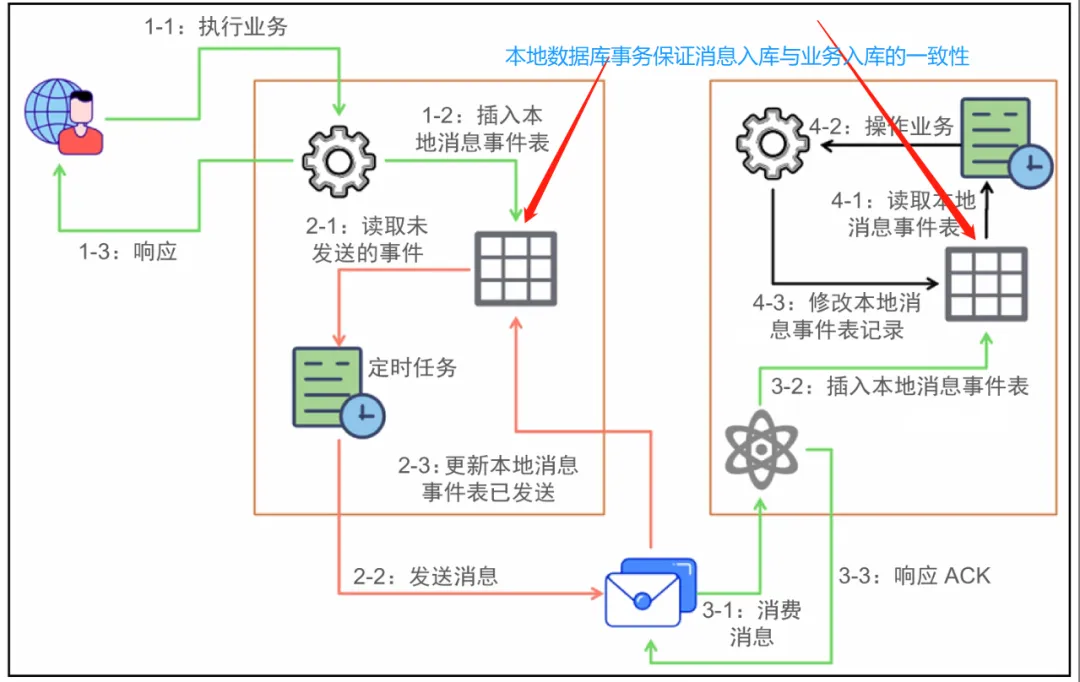 1-1：执行业务
本地数据库事务保证消息入库与业务入库的一致性
1-2：插入本
地消息事件表
1-3：响应
2-1：读取未
发送的事件
定时任务
2-3：更新本地消息
事件表已发送
2-2：发送消息
4-2：操作业务
4-1：读取本地
消息事件表
4-3：修改本地消
息事件表记录
3-2：插入本地消息事件表
3-1：消费
消息
3-3：响应 ACK